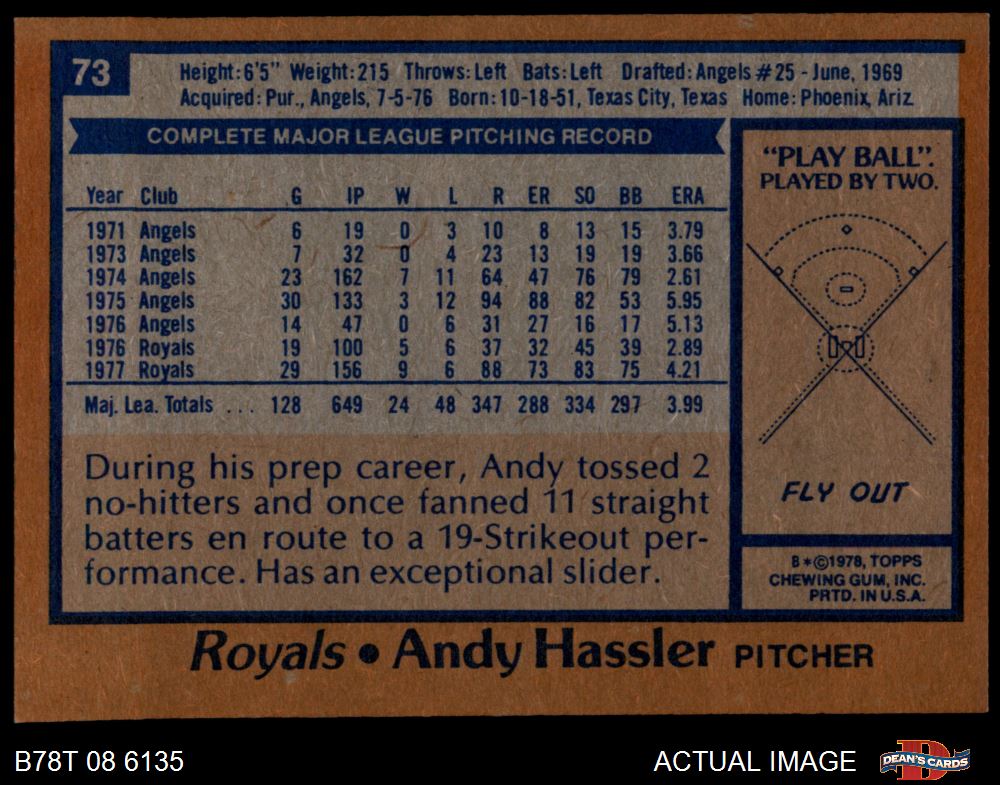 73
Height:6'5" Weight:215 Throws:Left Bats:Left Drafted:Angels #25 - June, 1969
Acquired: Pur., Angels, 7-5-76 Born:10-18-51, Texas City, Texas Home: Phoenix, Ariz.
COMPLETE MAJOR LEAGUE PITCHING RECORD
Year Club G IP W L R ER SO BB ERA
1971 Angels 6 19 0 3 10 8 13 15 3.79
1973 Angels 7 32 0 4 23 13 19 19 3.66
1974 Angels 23 162 7 11 64 47 76 79 2.61
1975 Angels 30 133 3 12 94 88 82 53 5.95
1976 Angels 14 47 0 6 31 27 16 17 5.13
1976 Royals 19 100 5 6 37 32 45 39 2.89
1977 Royals 29 156 9 6 88 73 83 75 4.21
Maj. Lea. Totals ... 128 649 24 48 347 288 334 297 3.99
During his prep career, Andy tossed 2
no-hitters and once fanned 11 straight
batters en route to a 19-Strikeout per-
formance. Has an exceptional slider.
"PLAY BALL".
PLAYED BY TWO.
FLY OUT
B*©1978, TOPPS
CHEWING GUM, INC.
PRTD. IN U.S.A.
Royals • Andy Hassler PITCHER
B78T 08 6135
ACTUAL IMAGE
D
DEAN'S CARDS